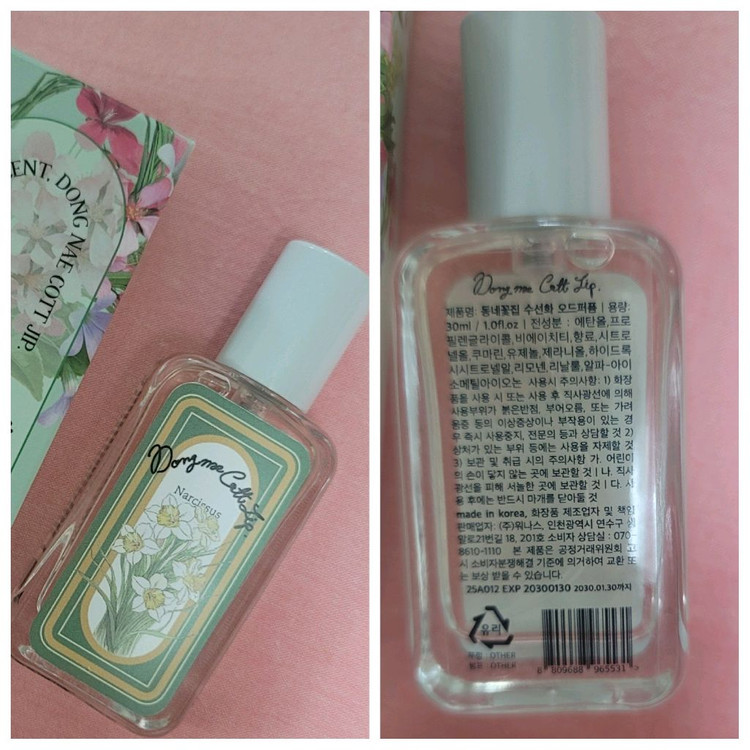 ENT. DONG NAE COTT JIP.
Dong nae Cott Jip.
Narcissus
Dong nae Cott Jip.
제품명: 동네꽃집 수선화 오드퍼퓸 | 용량:
30ml / 1.0fl.oz | 전성분 : 에탄올,프로
필렌글라이콜,비에이치티,향료,시트로
넬올,쿠마린,유제놀,제라니올,하이드록
시시트로넬알,리모넨,리날룰,알파-아이
소메틸아이오논 사용시 주의사항: 1) 화장
품을 사용 시 또는 사용 후 직사광선에 의해
사용부위가 붉은반점, 부어오름, 또는 가려
움증 등의 이상증상이나 부작용이 있는 경
우 즉시 사용중지, 전문의 등과 상담할 것 2)
상처가 있는 부위 등에는 사용을 자제할 것
3) 보관 및 취급 시의 주의사항 가. 어린이
의 손이 닿지 않는 곳에 보관할 것 | 나. 직사
광선을 피해 서늘한 곳에 보관할 것 | 다. 사
용 후에는 반드시 마개를 닫아둘 것
made in korea, 화장품 제조업자 및 책임
판매업자: (주)워나스, 인천광역시 연수구
말로21번길 18, 201호 소비자 상담실 : 070-
8610-1110 본 제품은 공정거래위원회 고
시 소비자분쟁해결 기준에 의거하여 교환 또
는 보상 받을 수 있습니다.
25A012 EXP 20300130 2030.01.30까지
유리
OTHER
OTHER
8 809688 965531